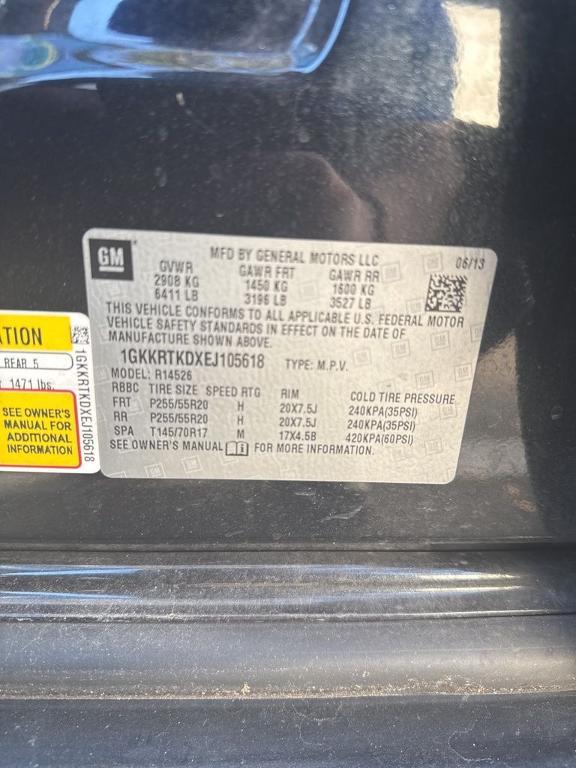 GM
MFD BY GENERAL MOTORS LLC
06/13
GVWR GAWR FRT GAWR RR
2908 KG 1450 KG 1600 KG
6411 LB 3196 LB 3527 LB
THIS VEHICLE CONFORMS TO ALL APPLICABLE U.S. FEDERAL MOTOR
VEHICLE SAFETY STANDARDS IN EFFECT ON THE DATE OF
MANUFACTURE SHOWN ABOVE.
1GKKRTKDXEJ105618 TYPE: M.P.V.
MODEL: R14526
RBBC TIRE SIZE SPEED RTG RIM COLD TIRE PRESSURE
FRT P255/55R20 H 20X7.5J 240KPA(35PSI)
RR P255/55R20 H 20X7.5J 240KPA(35PSI)
SPA T145/70R17 M 17X4.5B 420KPA(60PSI)
SEE OWNER'S MANUAL FOR MORE INFORMATION.
ATION
REAR 5
1471 lbs.
SEE OWNER'S
MANUAL FOR
ADDITIONAL
INFORMATION
1GKKRTKDXEJ105618